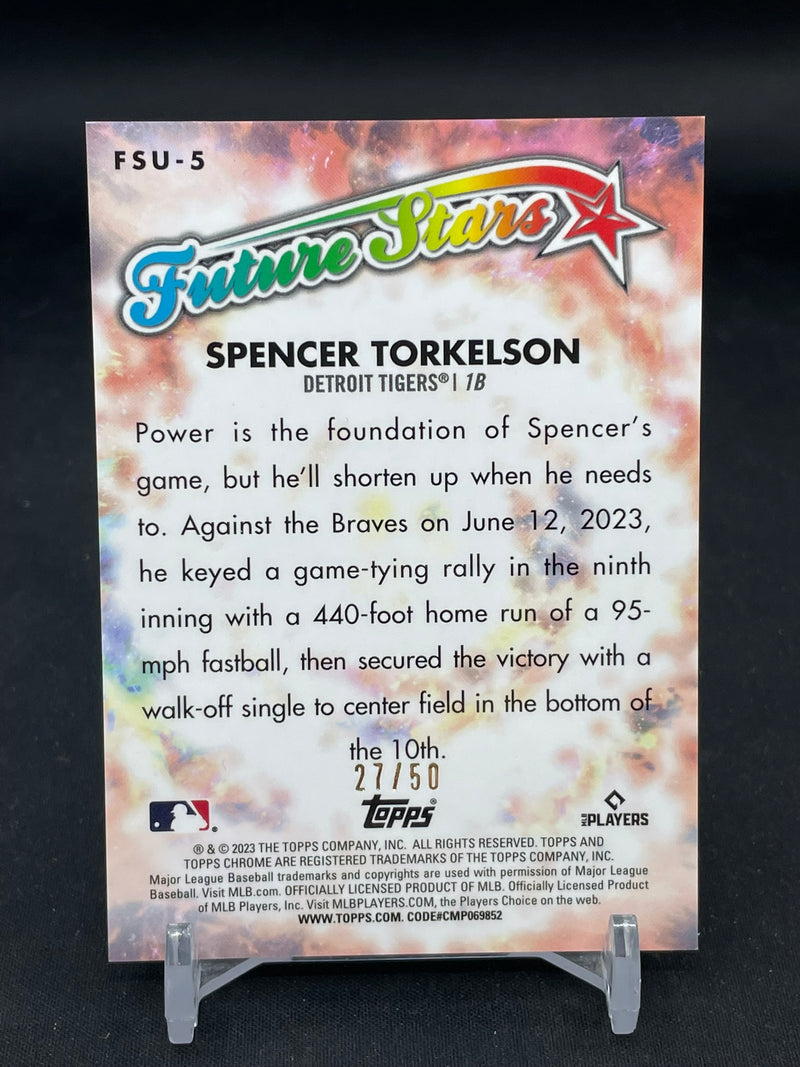 FSU-5
Future Stars
SPENCER TORKELSON
DETROIT TIGERS® | 1B
Power is the foundation of Spencer's
game, but he'll shorten up when he needs
to. Against the Braves on June 12, 2023,
he keyed a game-tying rally in the ninth
inning with a 440-foot home run of a 95-
mph fastball, then secured the victory with a
walk-off single to center field in the bottom of
the 10th.
27/50
topps®
MLB PLAYERS
® & © 2023 THE TOPPS COMPANY, INC. ALL RIGHTS RESERVED. TOPPS AND
TOPPS CHROME ARE REGISTERED TRADEMARKS OF THE TOPPS COMPANY, INC.
Major League Baseball trademarks and copyrights are used with permission of Major League
Baseball. Visit MLB.com. OFFICIALLY LICENSED PRODUCT OF MLB. Officially Licensed Product
of MLB Players, Inc. Visit MLBPLAYERS.COM, the Players Choice on the web.
WWW.TOPPS.COM. CODE#CMP069852